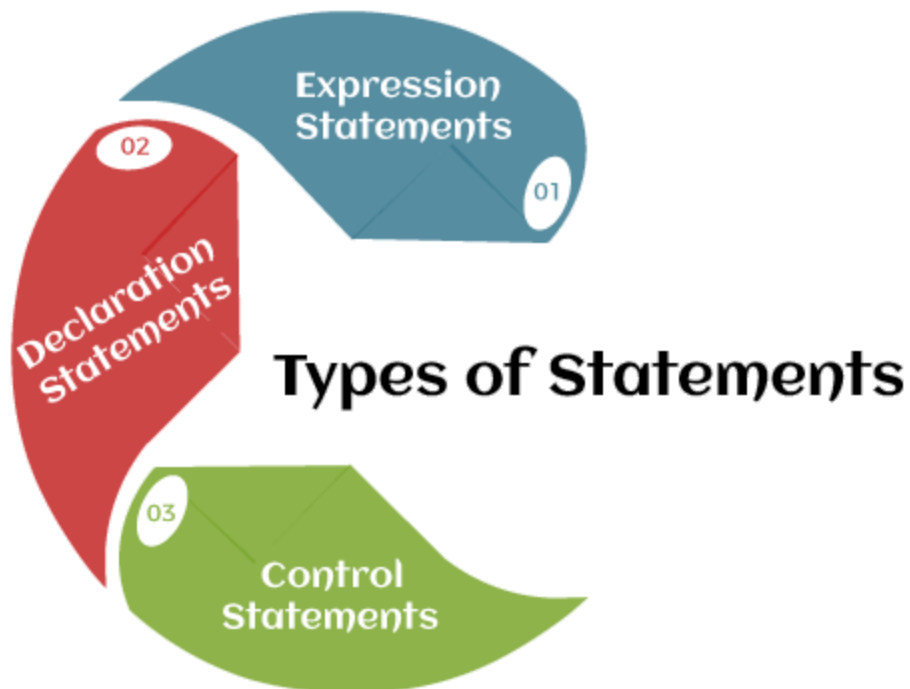 Expression
Statements
01
02
Declaration
Statements
Types of Statements
03
Control
Statements